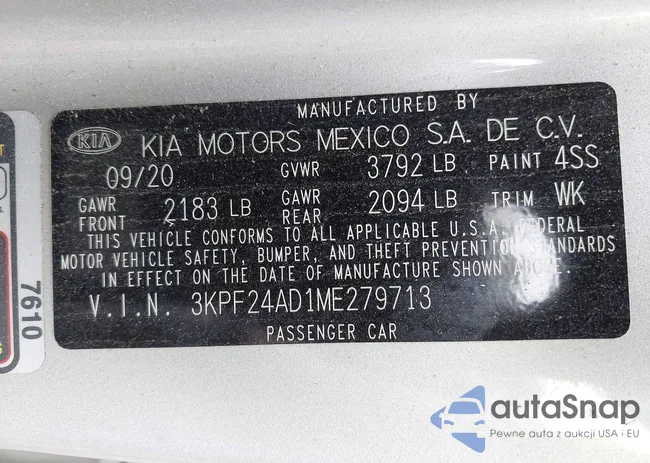 MANUFACTURED BY
KIA KIA MOTORS MEXICO S.A. DE C.V.
09/20 GVWR 3792 LB PAINT 4SS
GAWR FRONT 2183 LB GAWR REAR 2094 LB TRIM WK
THIS VEHICLE CONFORMS TO ALL APPLICABLE U.S.A. FEDERAL
MOTOR VEHICLE SAFETY, BUMPER, AND THEFT PREVENTION STANDARDS
IN EFFECT ON THE DATE OF MANUFACTURE SHOWN ABOVE.
V.I.N. 3KPF24AD1ME279713
PASSENGER CAR
7610
autaSnap
Pewne auta z aukcji USA i EU